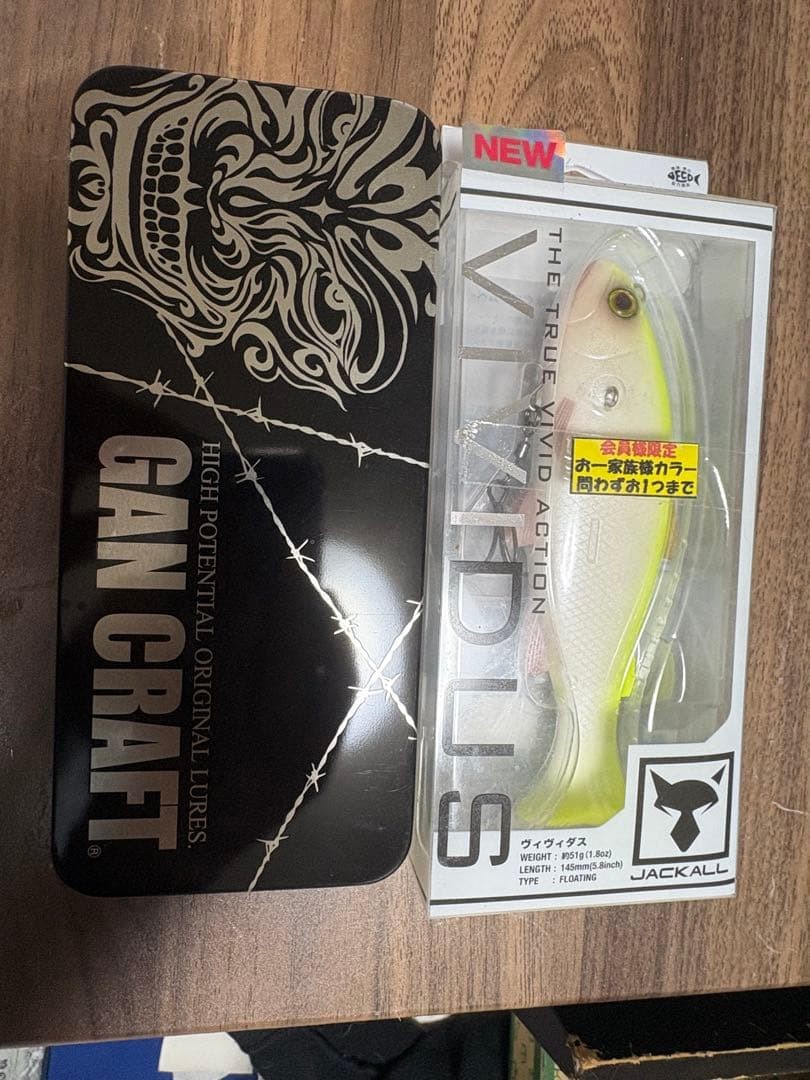 HIGH POTENTIAL ORIGINAL LURES.
GAN CRAFT®
NEW
FECO
THE TRUE VIVID ACTION
VIVIDUS
会員様限定
お一家族様カラー
問わずお1つまで
ヴィヴィダス
WEIGHT : 約51g (1.8oz)
LENGTH : 145mm (5.8inch)
TYPE : FLOATING
JACKALL